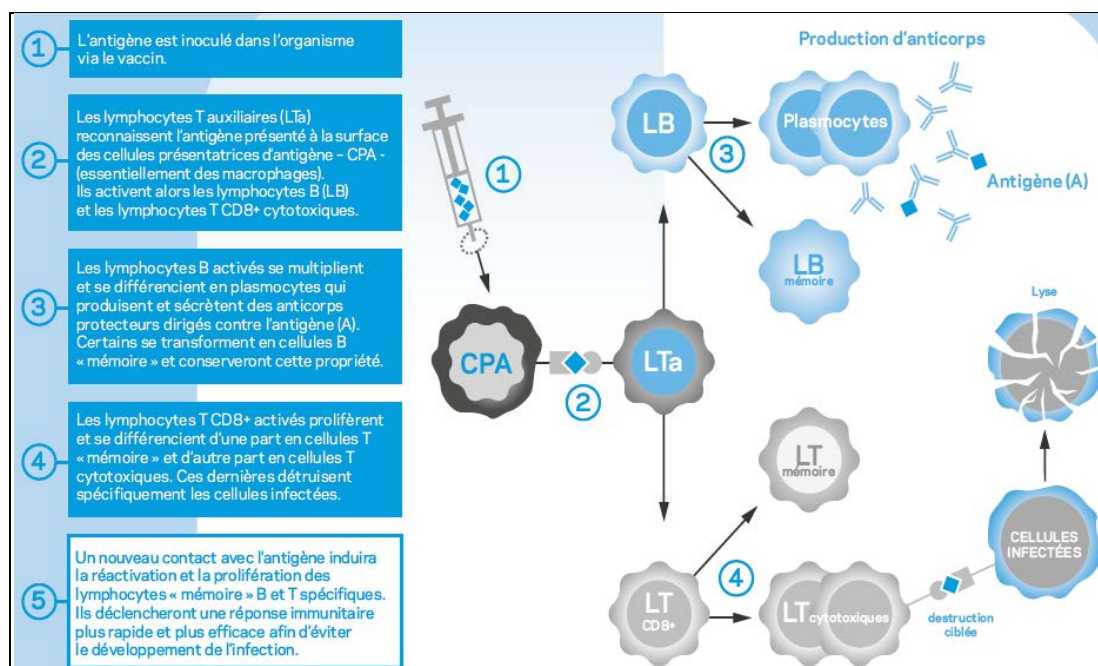 1
L'antigène est inoculé dans l'organisme
via le vaccin.
2
Les lymphocytes T auxiliaires (LTa)
reconnaissent l'antigène présenté à la surface
des cellules présentatrices d'antigène – CPA -
(essentiellement des macrophages).
Ils activent alors les lymphocytes B (LB)
et les lymphocytes T CD8+ cytotoxiques.
3
Les lymphocytes B activés se multiplient
et se différencient en plasmocytes qui
produisent et sécrètent des anticorps
protecteurs dirigés contre l'antigène (A).
Certains se transforment en cellules B
« mémoire » et conserveront cette propriété.
4
Les lymphocytes T CD8+ activés prolifèrent
et se différencient d'une part en cellules T
« mémoire » et d'autre part en cellules T
cytotoxiques. Ces dernières détruisent
spécifiquement les cellules infectées.
5
Un nouveau contact avec l'antigène induira
la réactivation et la prolifération des
lymphocytes « mémoire » B et T spécifiques.
Ils déclencheront une réponse immunitaire
plus rapide et plus efficace afin d'éviter
le développement de l'infection.
1
CPA
2
LTa
LB
3
Plasmocytes
Production d'anticorps
Antigène (A)
LB
mémoire
LT
mémoire
LT
CD8+
4
LT cytotoxiques
destruction
ciblée
CELLULES
INFECTÉES
Lyse